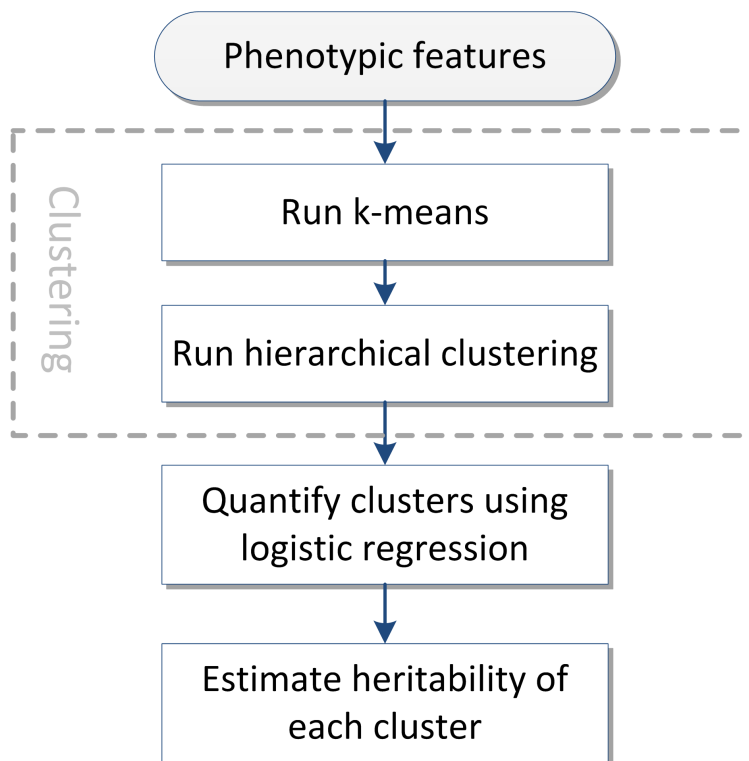 Phenotypic features
Clustering
Run k-means
Run hierarchical clustering
Quantify clusters using
logistic regression
Estimate heritability of
each cluster